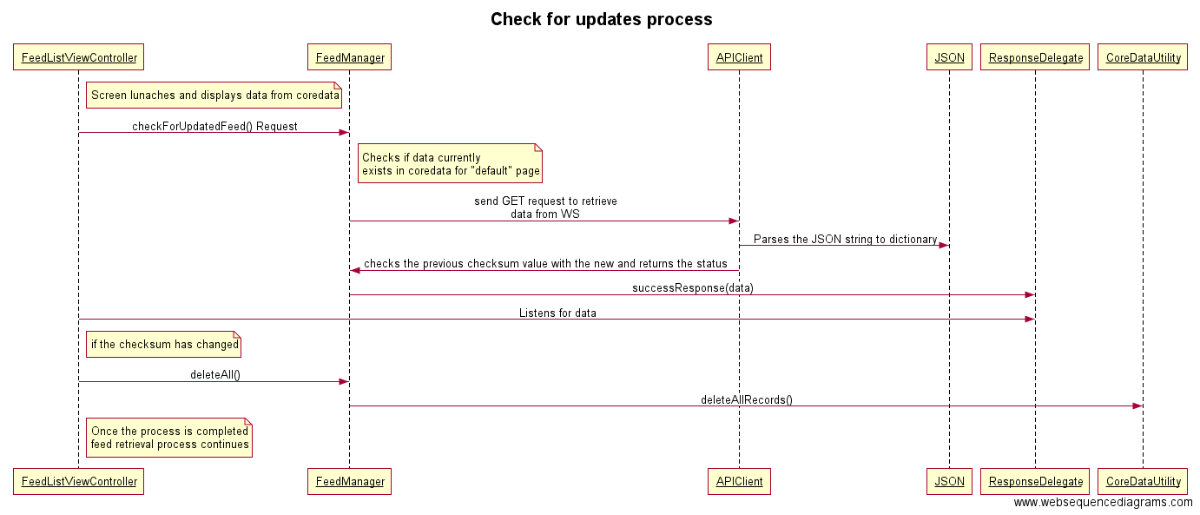 Check for updates process
FeedListViewController
FeedManager
APIClient
JSON
ResponseDelegate
CoreDataUtility
Screen lunaches and displays data from coredata
checkForUpdatedFeed() Request
Checks if data currently
exists in coredata for "default" page
send GET request to retrieve
data from WS
Parses the JSON string to dictionary
checks the previous checksum value with the new and returns the status
successResponse(data)
Listens for data
if the checksum has changed
deleteAll()
deleteAllRecords()
Once the process is completed
feed retrieval process continues
FeedListViewController
FeedManager
APIClient
JSON
ResponseDelegate
CoreDataUtility
www.websequencediagrams.com